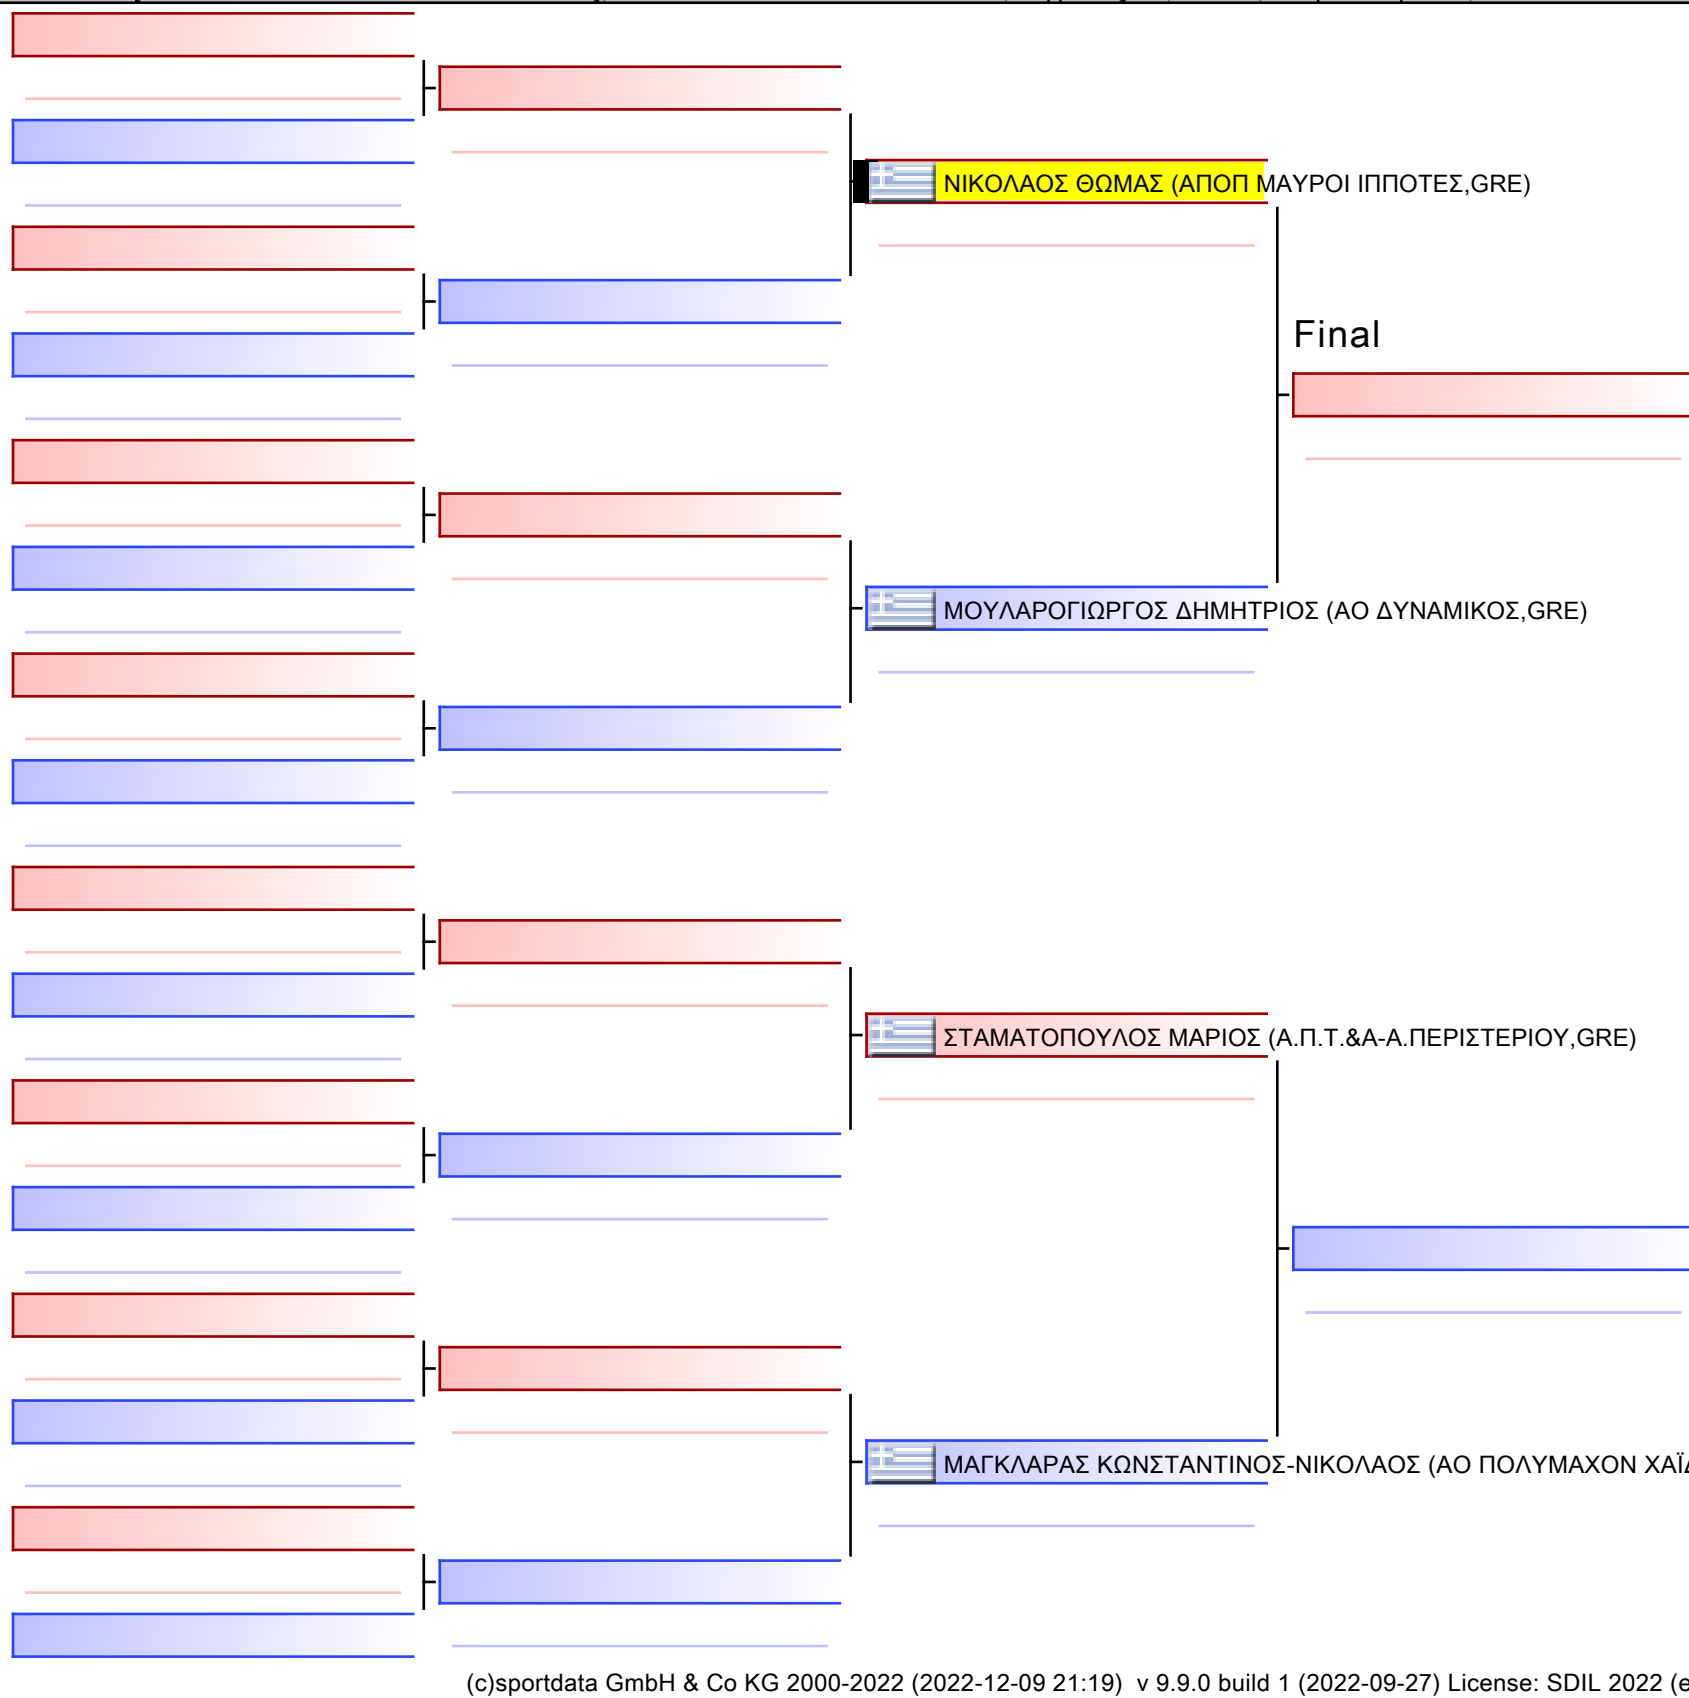 ΝΙΚΟΛΑΟΣ ΘΩΜΑΣ (ΑΠΟΠ ΜΑΥΡΟΙ ΙΠΠΟΤΕΣ,GRE)
Final
ΜΟΥΛΑΡΟΓΙΩΡΓΟΣ ΔΗΜΗΤΡΙΟΣ (ΑΟ ΔΥΝΑΜΙΚΟΣ,GRE)
ΣΤΑΜΑΤΟΠΟΥΛΟΣ ΜΑΡΙΟΣ (Α.Π.Τ.&Α-Α.ΠΕΡΙΣΤΕΡΙΟΥ,GRE)
ΜΑΓΚΛΑΡΑΣ ΚΩΝΣΤΑΝΤΙΝΟΣ-ΝΙΚΟΛΑΟΣ (ΑΟ ΠΟΛΥΜΑΧΟΝ
(c)sportdata GmbH & Co KG 2000-2022 (2022-12-09 21:19) v 9.9.0 build 1 (2022-09-27) License: SDIL 2022